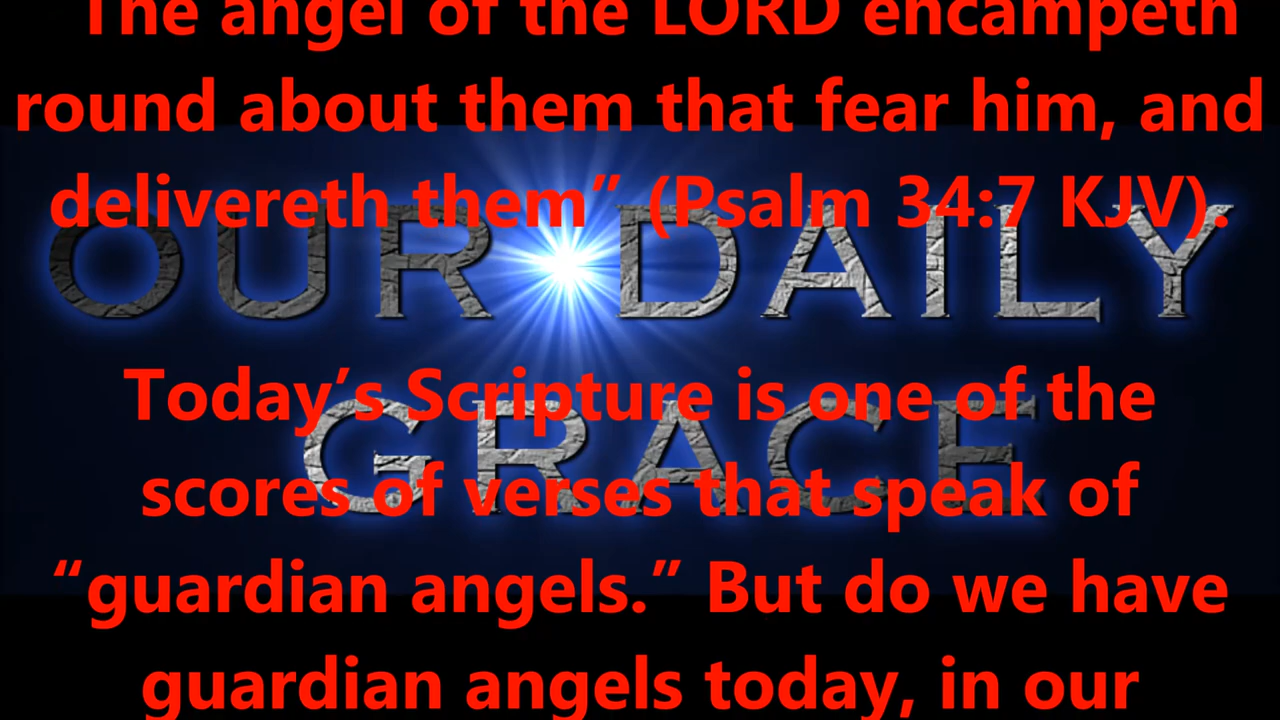 The angel of the LORD encampeth
round about them that fear him, and
delivereth them” (Psalm 34:7 KJV).
OUR DAILY
Today’s Scripture is one of the
GRACE
scores of verses that speak of
“guardian angels.” But do we have
guardian angels today, in our